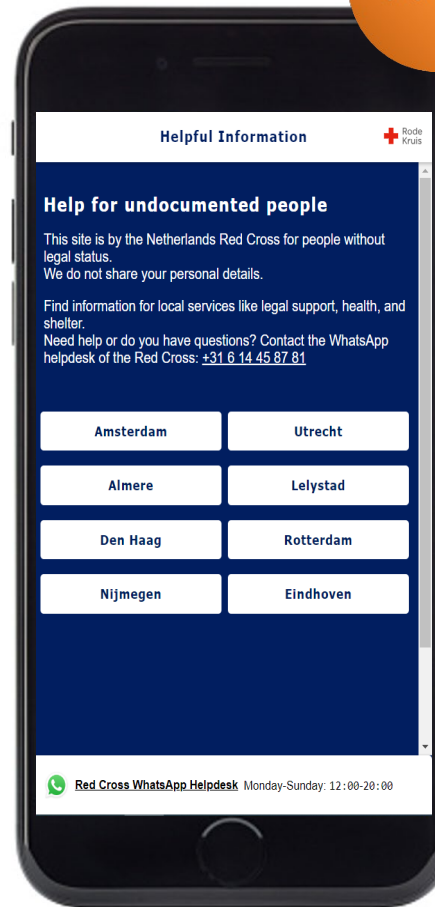 Helpful Information
Rode
Kruis
Help for undocumented people
This site is by the Netherlands Red Cross for people without
legal status.
We do not share your personal details.
Find information for local services like legal support, health, and
shelter.
Need help or do you have questions? Contact the WhatsApp
helpdesk of the Red Cross: +31 6 14 45 87 81
Amsterdam
Utrecht
Almere
Lelystad
Den Haag
Rotterdam
Nijmegen
Eindhoven
Red Cross WhatsApp Helpdesk Monday-Sunday: 12:00-20:00